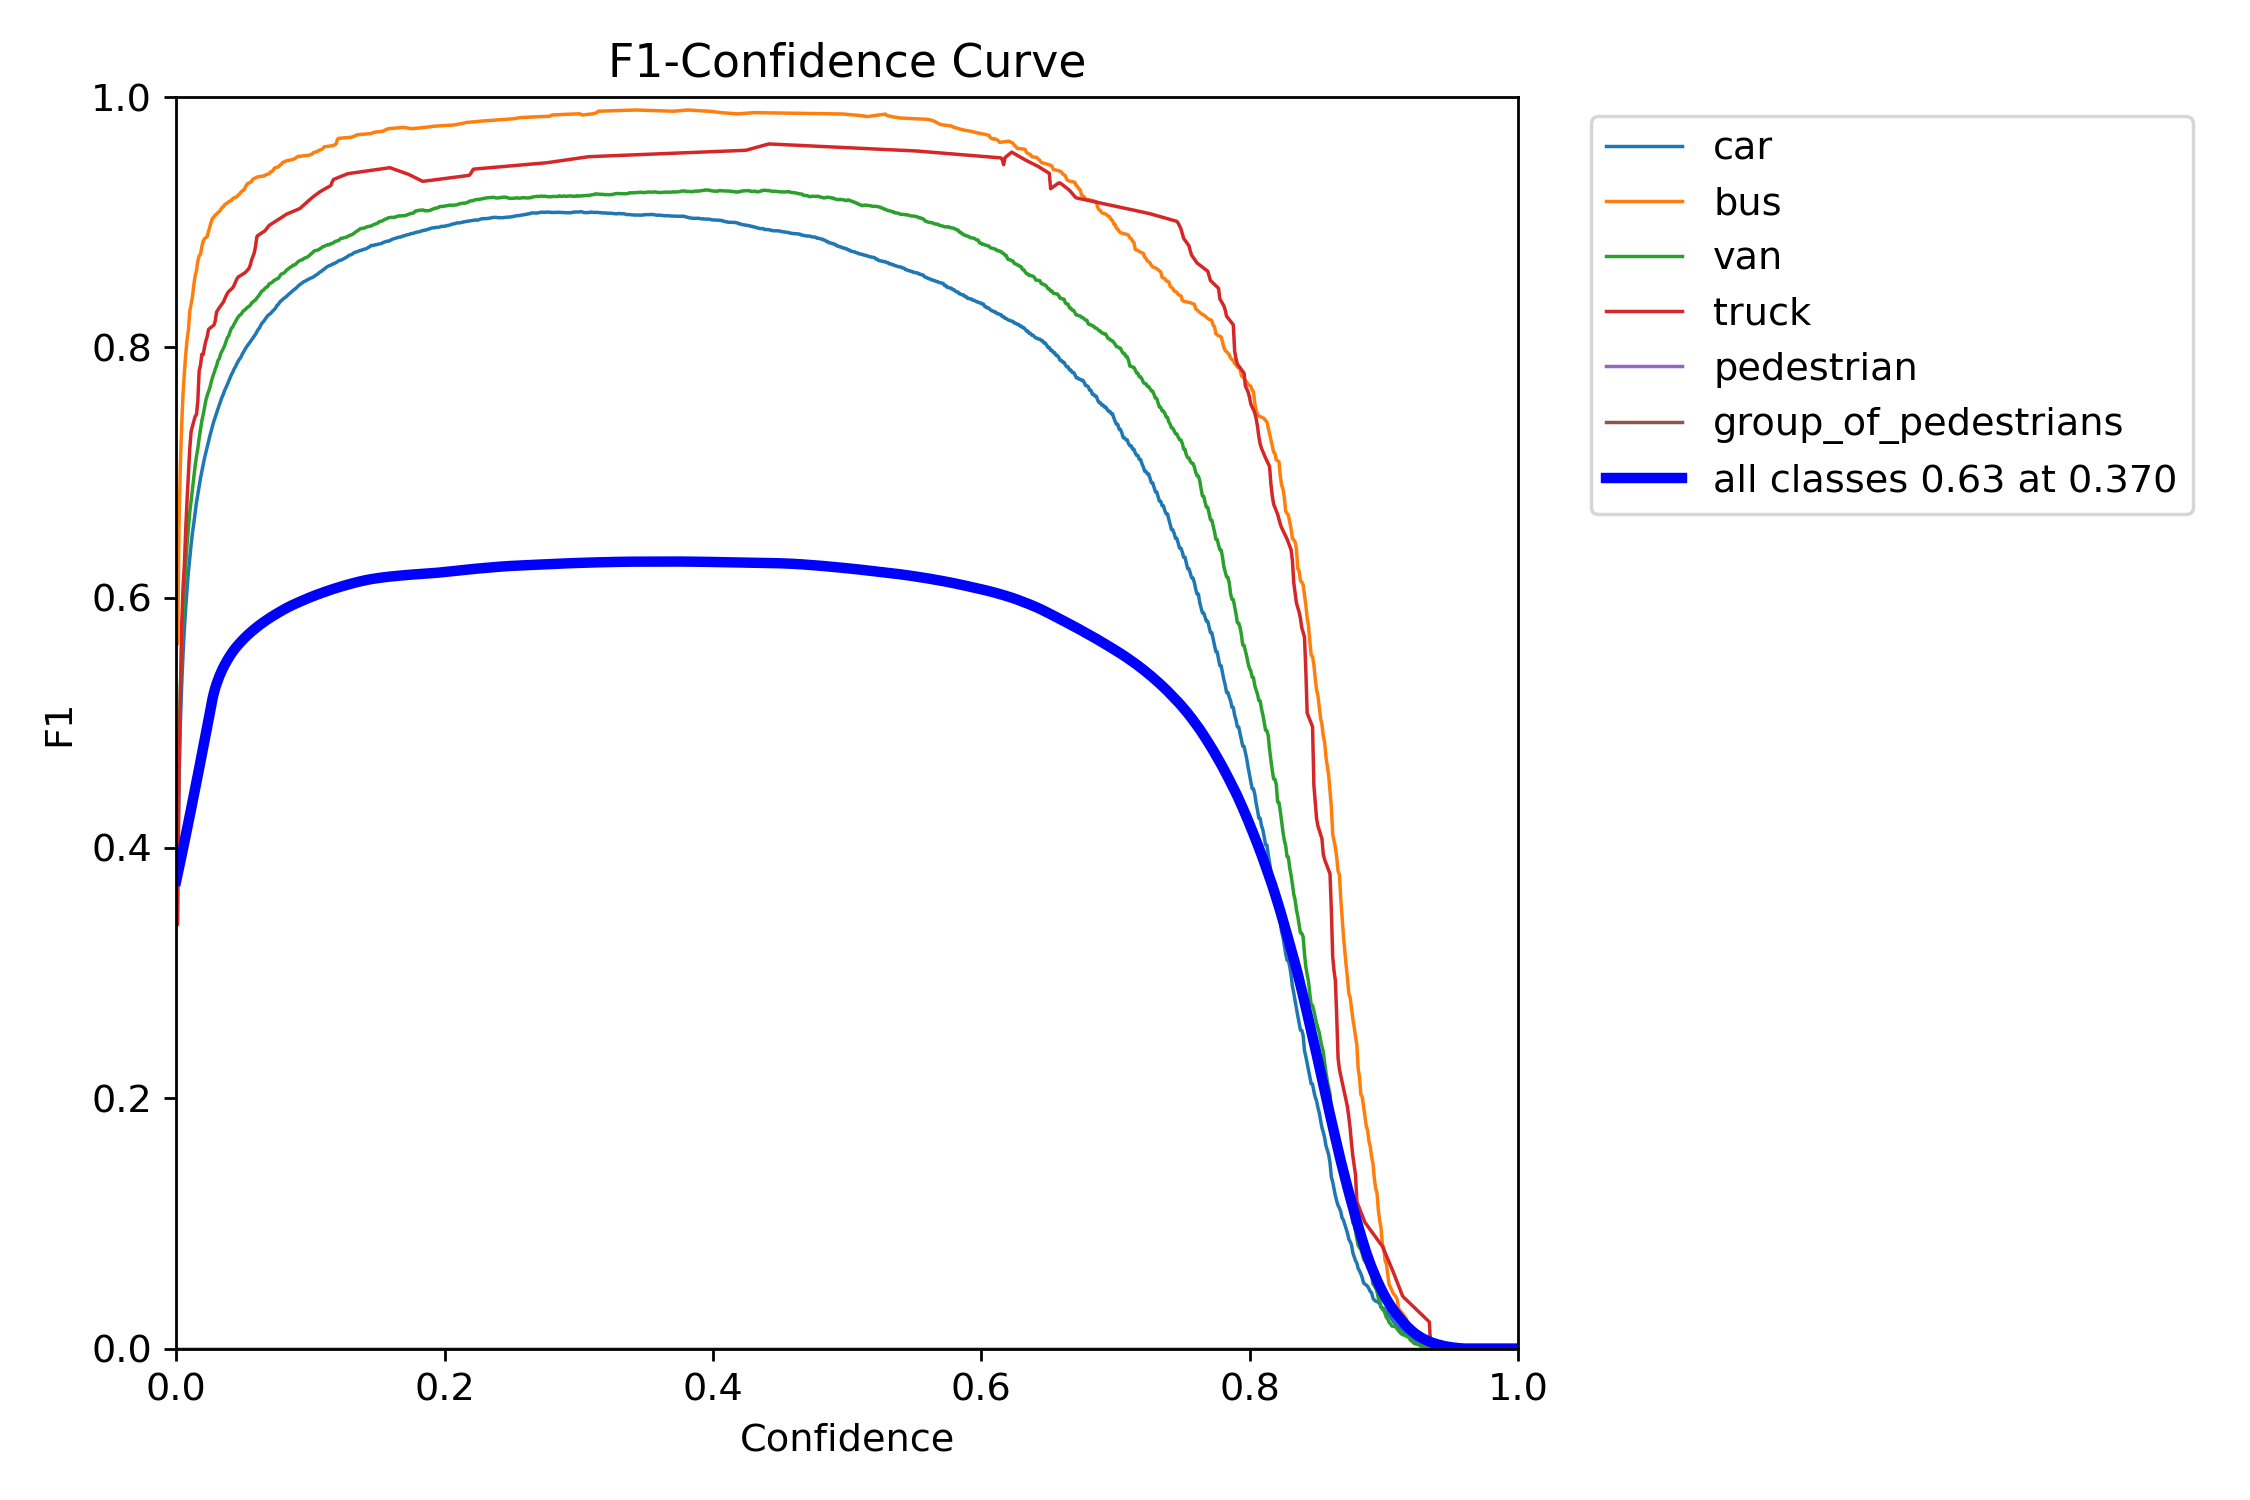 F1-Confidence Curve
1.0
0.8
0.6
0.4
0.2
0.0
F1
0.0 0.2 0.4 0.6 0.8 1.0
Confidence
car
bus
van
truck
pedestrian
group_of_pedestrians
all classes 0.63 at 0.370